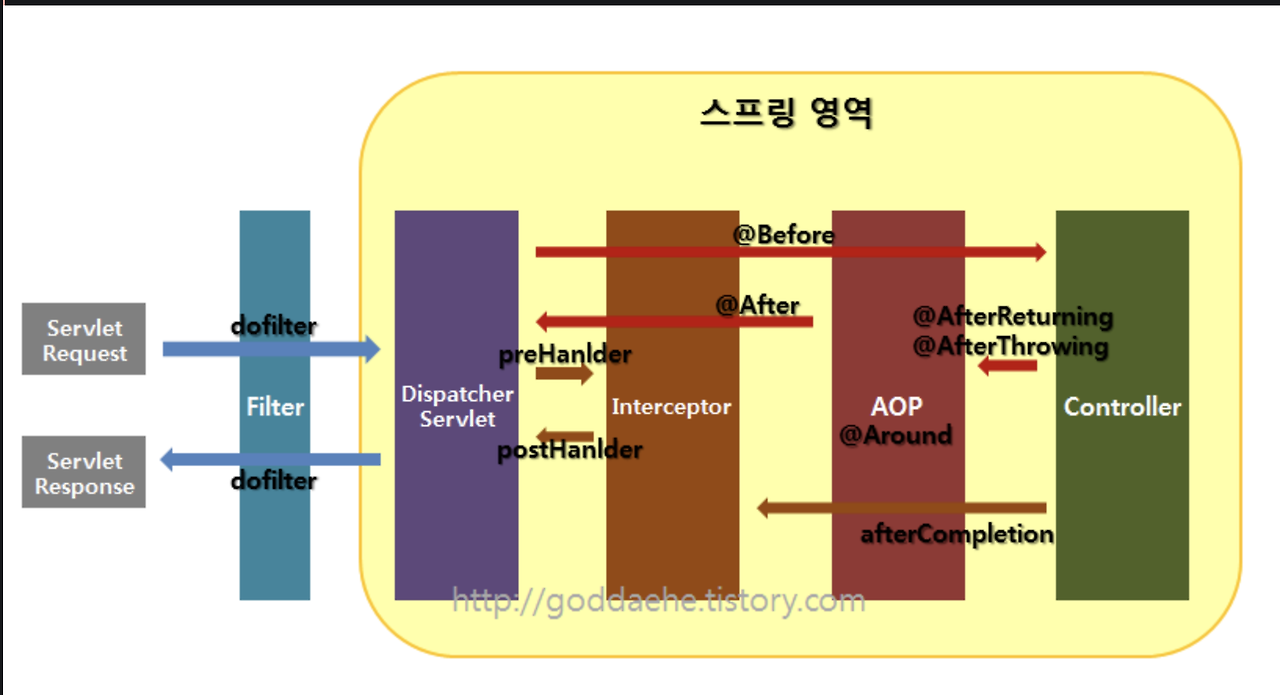 스프링 영역
@Before
@After
@AfterReturning
@AfterThrowing
Servlet
Request
dofilter
preHanlder
Filter
Dispatcher
Servlet
Interceptor
AOP
@Around
Controller
postHanlder
Servlet
Response
dofilter
afterCompletion
http://goddaehe.tistory.com